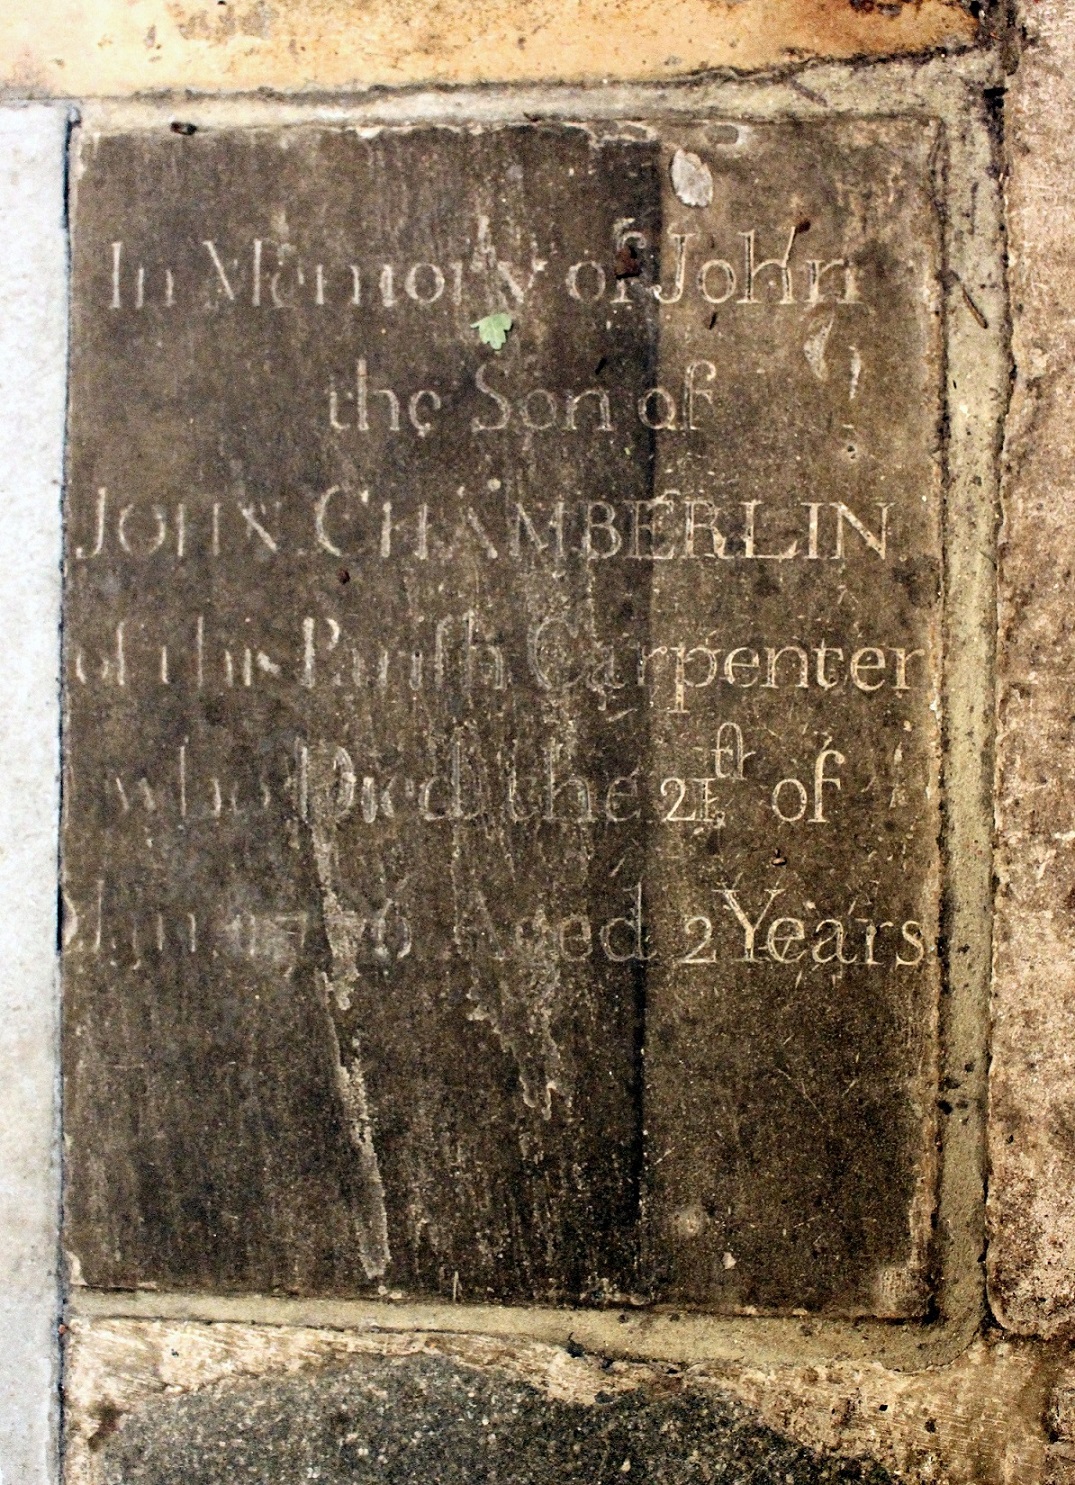 In Memory of John
the Son of
JOHN CHAMBERLIN
of this Parish Carpenter
who Died the 21th of
Aged 2 Years